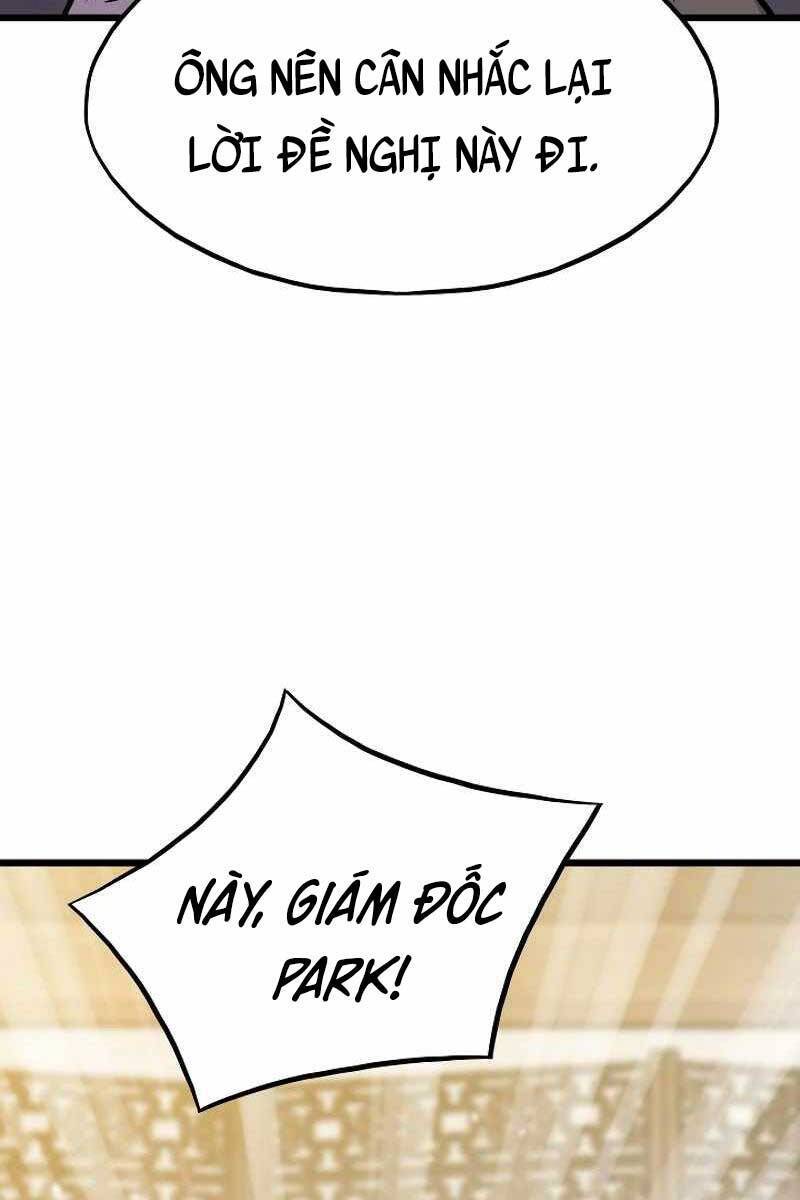 ÔNG NÊN CÂN NHẮC LẠI
LỜI ĐỀ NGHỊ NÀY ĐI.
NÀY, GIÁM ĐỐC
PARK!